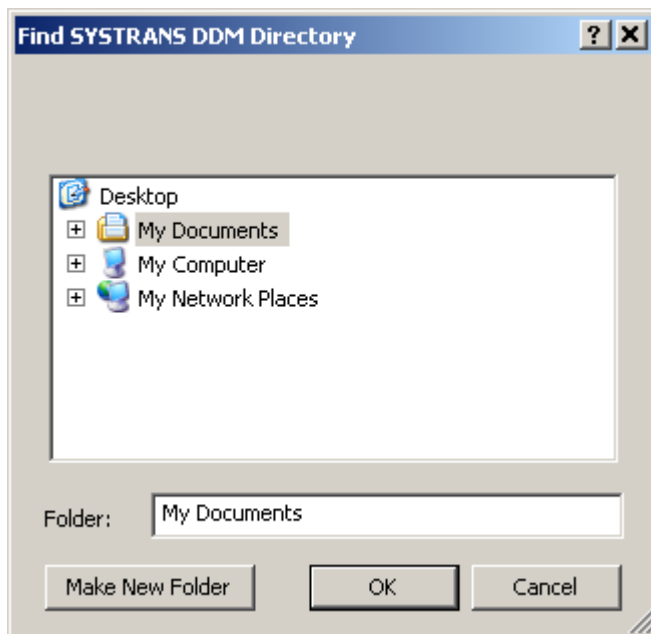 Find SYSTRANS DDM Directory
Desktop
My Documents
My Computer
My Network Places
Folder: My Documents
Make New Folder OK Cancel